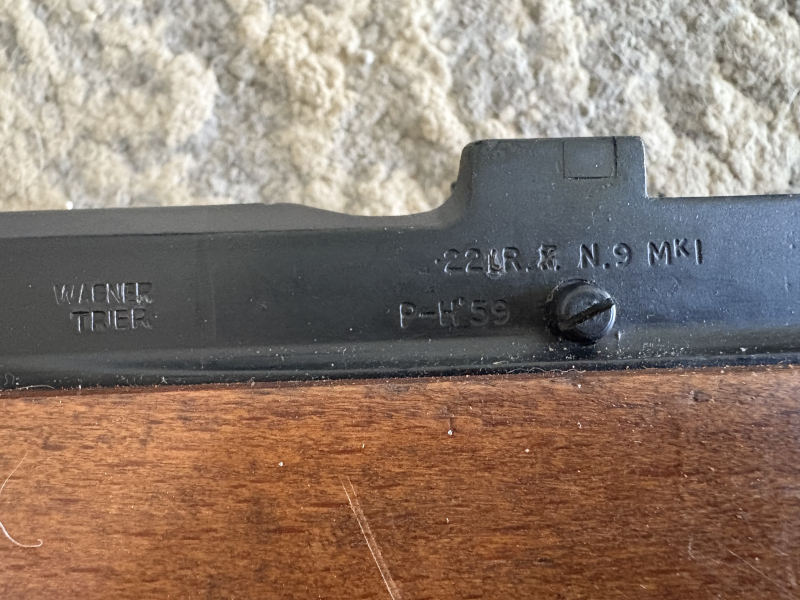 WAGNER
TRIER
.22 L.R. N.9 MK I
P-H 59